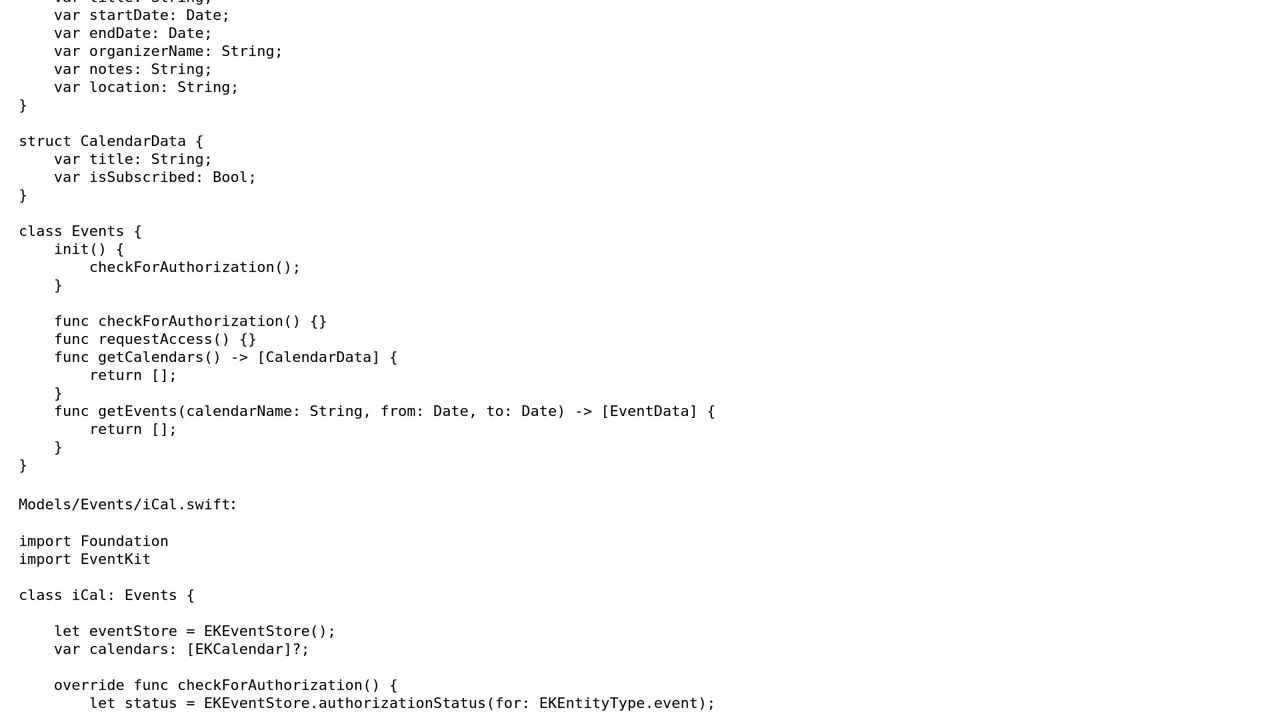 var title: String;
    var startDate: Date;
    var endDate: Date;
    var organizerName: String;
    var notes: String;
    var location: String;
}

struct CalendarData {
    var title: String;
    var isSubscribed: Bool;
}

class Events {
    init() {
        checkForAuthorization();
    }

    func checkForAuthorization() {}
    func requestAccess() {}
    func getCalendars() -> [CalendarData] {
        return [];
    }
    func getEvents(calendarName: String, from: Date, to: Date) -> [EventData] {
        return [];
    }
}

Models/Events/iCal.swift:

import Foundation
import EventKit

class iCal: Events {

    let eventStore = EKEventStore();
    var calendars: [EKCalendar]?;

    override func checkForAuthorization() {
        let status = EKEventStore.authorizationStatus(for: EKEntityType.event);